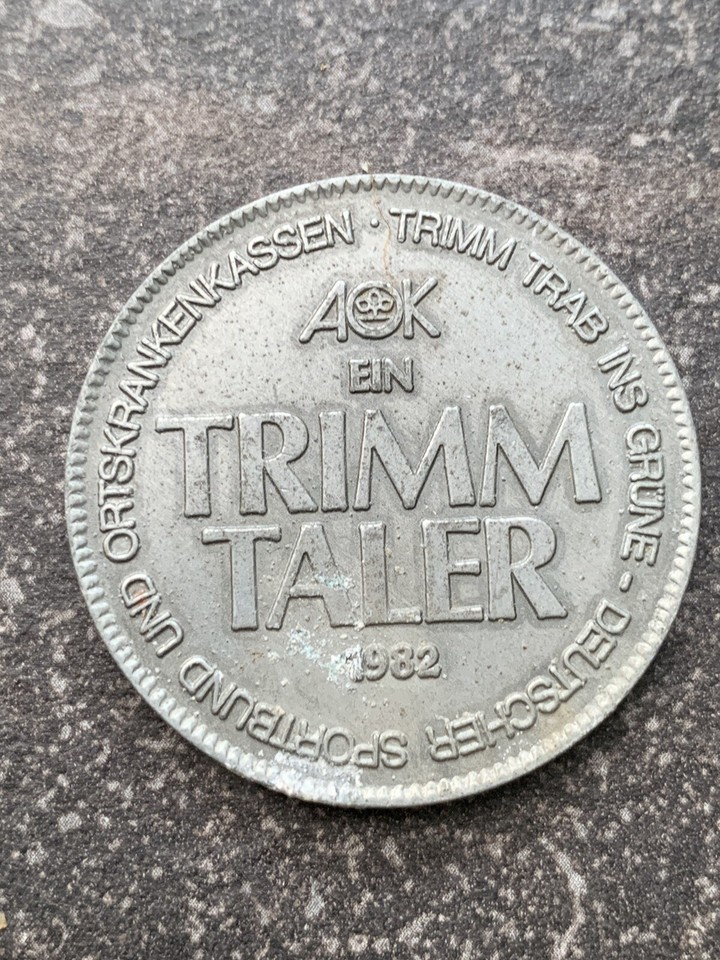 TRIMM TRAB INS GRÜNE - DEUTSCHER SPORTBUND UND ORTSKRANKENKASSEN ·
AOK
EIN
TRIMM
TALER
1982